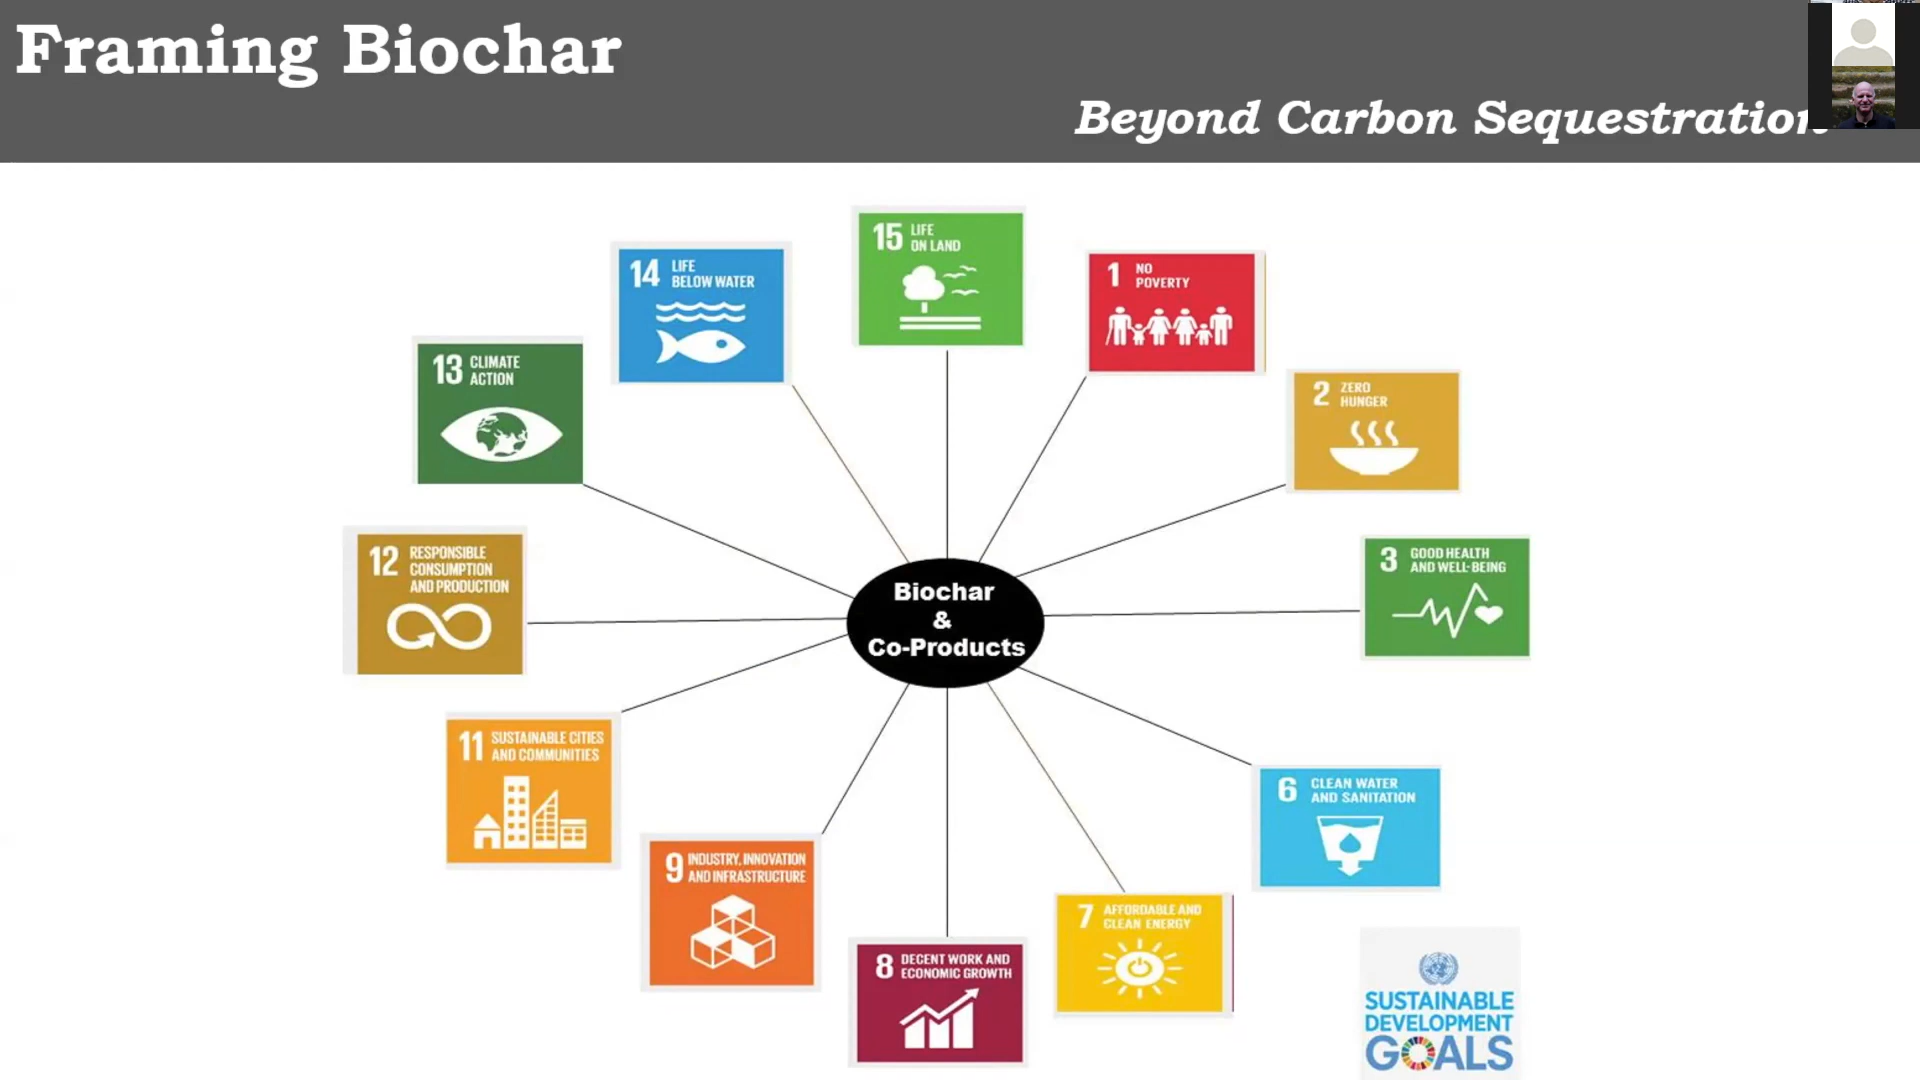 Framing Biochar
Beyond Carbon Sequestration
15 LIFE
ON LAND
14 LIFE
BELOW WATER
1 NO
POVERTY
13 CLIMATE
ACTION
2 ZERO
HUNGER
12 RESPONSIBLE
CONSUMPTION
AND PRODUCTION
3 GOOD HEALTH
AND WELL-BEING
Biochar
&
Co-Products
11 SUSTAINABLE CITIES
AND COMMUNITIES
6 CLEAN WATER
AND SANITATION
9 INDUSTRY, INNOVATION
AND INFRASTRUCTURE
7 AFFORDABLE AND
CLEAN ENERGY
8 DECENT WORK AND
ECONOMIC GROWTH
SUSTAINABLE
DEVELOPMENT
GOALS